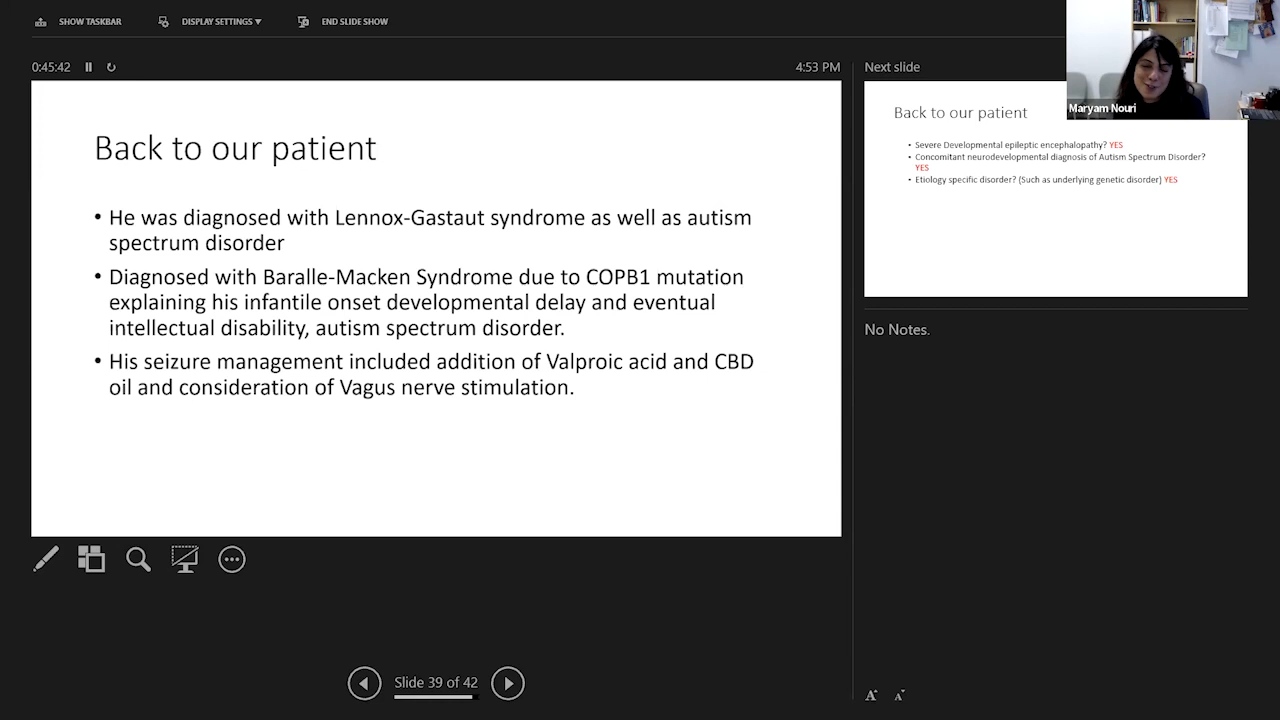 SHOW TASKBAR
DISPLAY SETTINGS ▼
END SLIDE SHOW
0:45:42
4:53 PM
Back to our patient
• He was diagnosed with Lennox-Gastaut syndrome as well as autism
spectrum disorder
• Diagnosed with Baralle-Macken Syndrome due to COPB1 mutation
explaining his infantile onset developmental delay and eventual
intellectual disability, autism spectrum disorder.
• His seizure management included addition of Valproic acid and CBD
oil and consideration of Vagus nerve stimulation.
Slide 39 of 42
Next slide
Maryam Nouri
Back to our patient
• Severe Developmental epileptic encephalopathy? YES
• Concomitant neurodevelopmental diagnosis of Autism Spectrum Disorder?
YES
• Etiology specific disorder? (Such as underlying genetic disorder) YES
No Notes.
A A